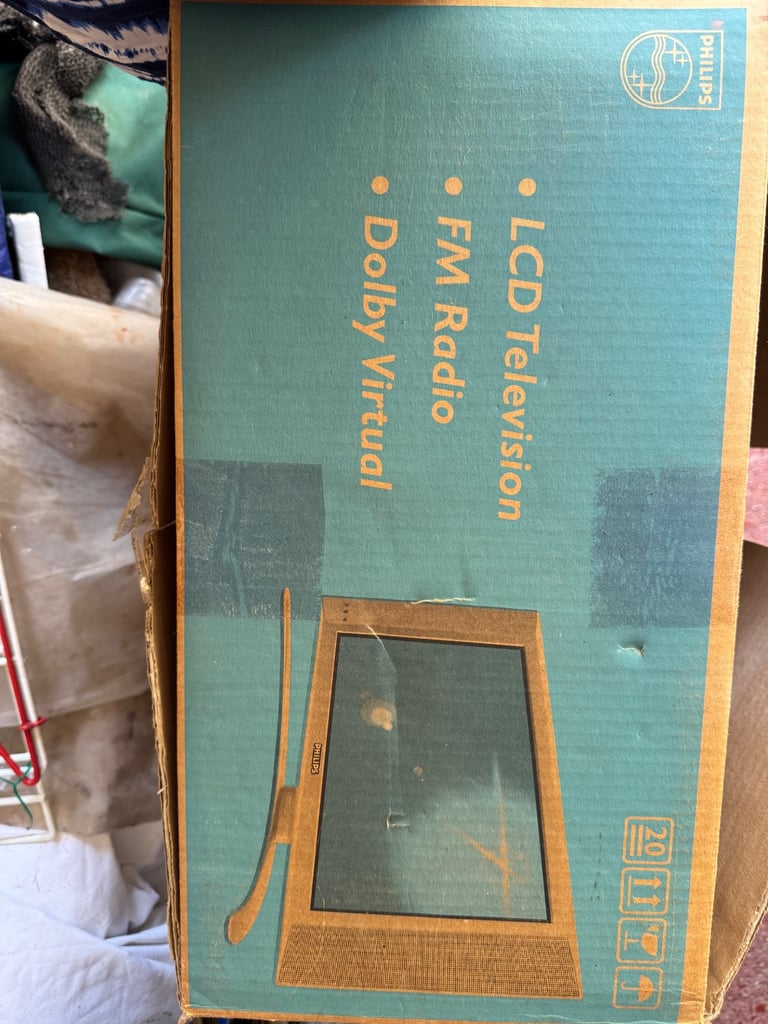 PHILIPS
• LCD Television
• FM Radio
• Dolby Virtual
PHILIPS
20